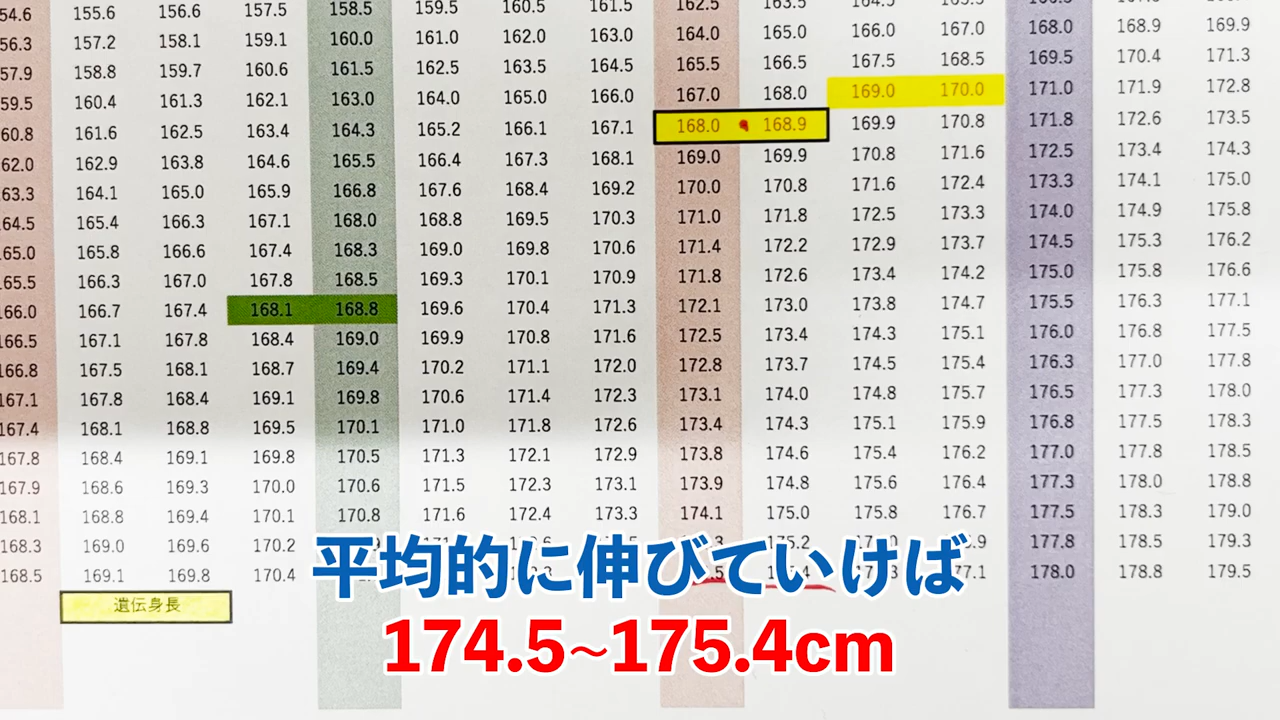 54.6 155.6 156.6 157.5 158.5 159.5 160.5 161.5 162.5 163.5
56.3 157.2 158.1 159.1 160.0 161.0 162.0 163.0 164.0 165.0 166.0 167.0 168.0 168.9 169.9
57.9 158.8 159.7 160.6 161.5 162.5 163.5 164.5 165.5 166.5 167.5 168.5 169.5 170.4 171.3
59.5 160.4 161.3 162.1 163.0 164.0 165.0 166.0 167.0 168.0 169.0 170.0 171.0 171.9 172.8
60.8 161.6 162.5 163.4 164.3 165.2 166.1 167.1 168.0 168.9 169.9 170.8 171.8 172.6 173.5
62.0 162.9 163.8 164.6 165.5 166.4 167.3 168.1 169.0 169.9 170.8 171.6 172.5 173.4 174.3
63.3 164.1 165.0 165.9 166.8 167.6 168.4 169.2 170.0 170.8 171.6 172.4 173.3 174.1 175.0
64.5 165.4 166.3 167.1 168.0 168.8 169.5 170.3 171.0 171.8 172.5 173.3 174.0 174.9 175.8
65.0 165.8 166.6 167.4 168.3 169.0 169.8 170.6 171.4 172.2 172.9 173.7 174.5 175.3 176.2
65.5 166.3 167.0 167.8 168.5 169.3 170.1 170.9 171.8 172.6 173.4 174.2 175.0 175.8 176.6
166.0 166.7 167.4 168.1 168.8 169.6 170.4 171.3 172.1 173.0 173.8 174.7 175.5 176.3 177.1
166.5 167.1 167.8 168.4 169.0 169.9 170.8 171.6 172.5 173.4 174.3 175.1 176.0 176.8 177.5
166.8 167.5 168.1 168.7 169.4 170.2 171.1 172.0 172.8 173.7 174.5 175.4 176.3 177.0 177.8
167.1 167.8 168.4 169.1 169.8 170.6 171.4 172.3 173.1 174.0 174.8 175.7 176.5 177.3 178.0
167.4 168.1 168.8 169.5 170.1 171.0 171.8 172.6 173.4 174.3 175.1 175.9 176.8 177.5 178.3
167.8 168.4 169.1 169.8 170.5 171.3 172.1 172.9 173.8 174.6 175.4 176.2 177.0 177.8 178.5
167.9 168.6 169.3 170.0 170.6 171.5 172.3 173.1 173.9 174.8 175.6 176.4 177.3 178.0 178.8
168.1 168.8 169.4 170.1 170.8 171.6 172.4 173.3 174.1 175.0 175.8 176.7 177.5 178.3 179.0
168.3 169.0 169.6 170.2 177.8 178.5 179.3
168.5 169.1 169.8 170.4 178.0 178.8 179.5
遺伝身長
平均的に伸びていけば
174.5~175.4cm